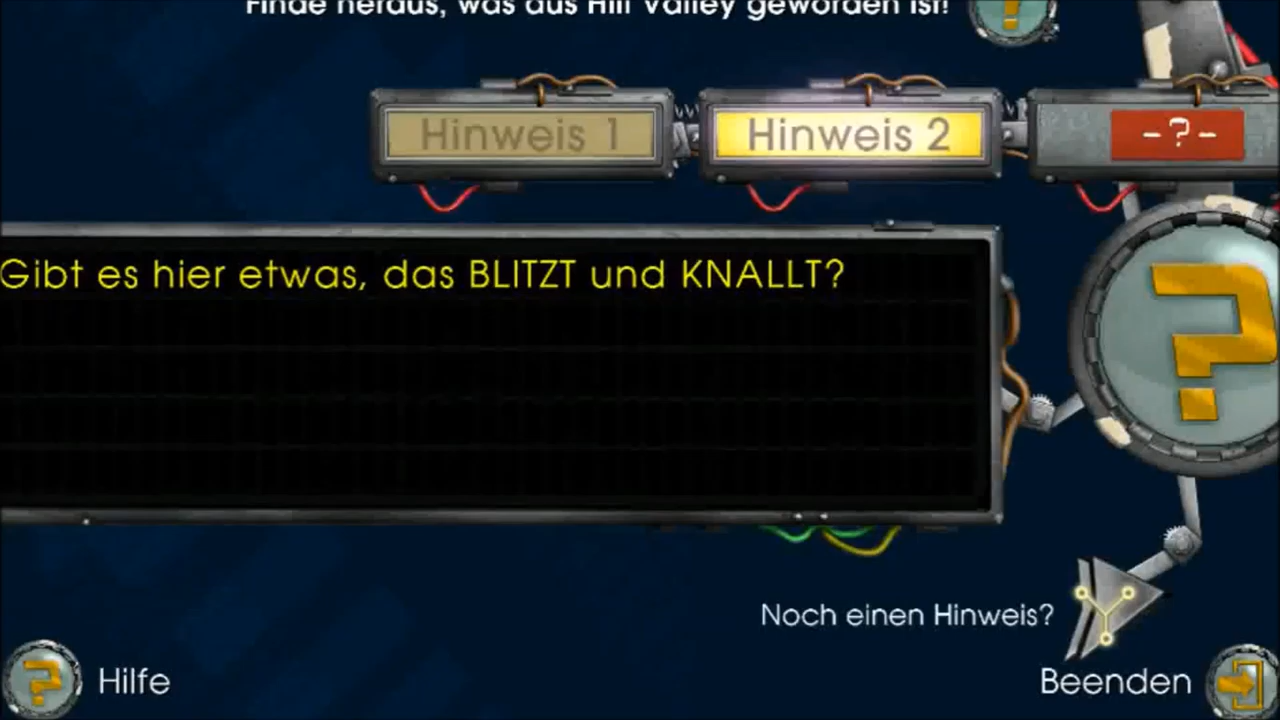 Finde heraus, was aus Hill Valley geworden ist!
Hinweis 1
Hinweis 2
-?-
Gibt es hier etwas, das BLITZT und KNALLT?
Noch einen Hinweis?
Hilfe
Beenden